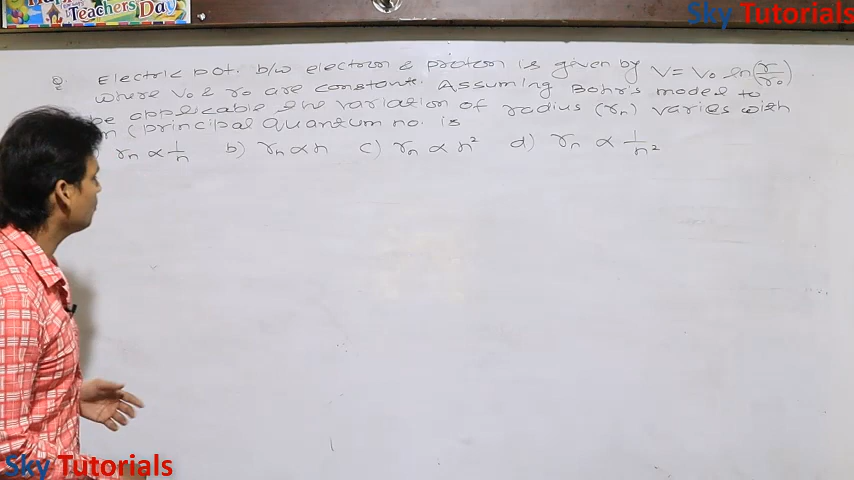 Teachers Day
Sky Tutorials
Q. Electric pot. b/w electron & proton is given by V = V₀ ln(r/r₀)
where V₀ & r₀ are constants. Assuming Bohr's model to
be applicable the variation of radius (rₙ) varies with
n (principal quantum no. is
rₙ ∝ 1/n b) rₙ ∝ n c) rₙ ∝ n² d) rₙ ∝ 1/n²
Sky Tutorials